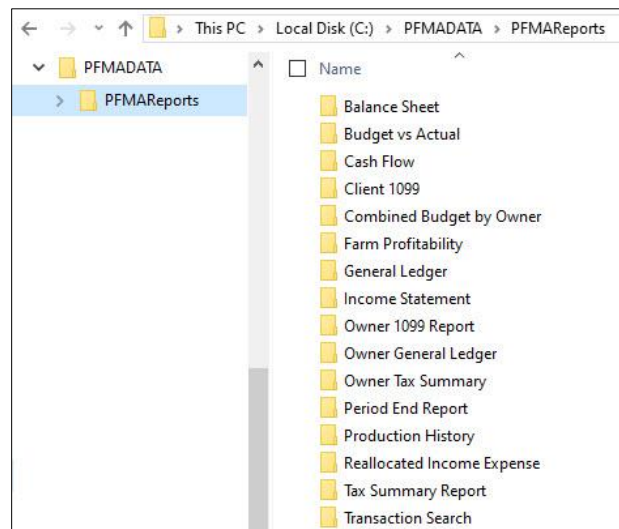 This PC > Local Disk (C:) > PFMADATA > PFMAReports
PFMADATA
PFMAReports
Name
Balance Sheet
Budget vs Actual
Cash Flow
Client 1099
Combined Budget by Owner
Farm Profitability
General Ledger
Income Statement
Owner 1099 Report
Owner General Ledger
Owner Tax Summary
Period End Report
Production History
Reallocated Income Expense
Tax Summary Report
Transaction Search